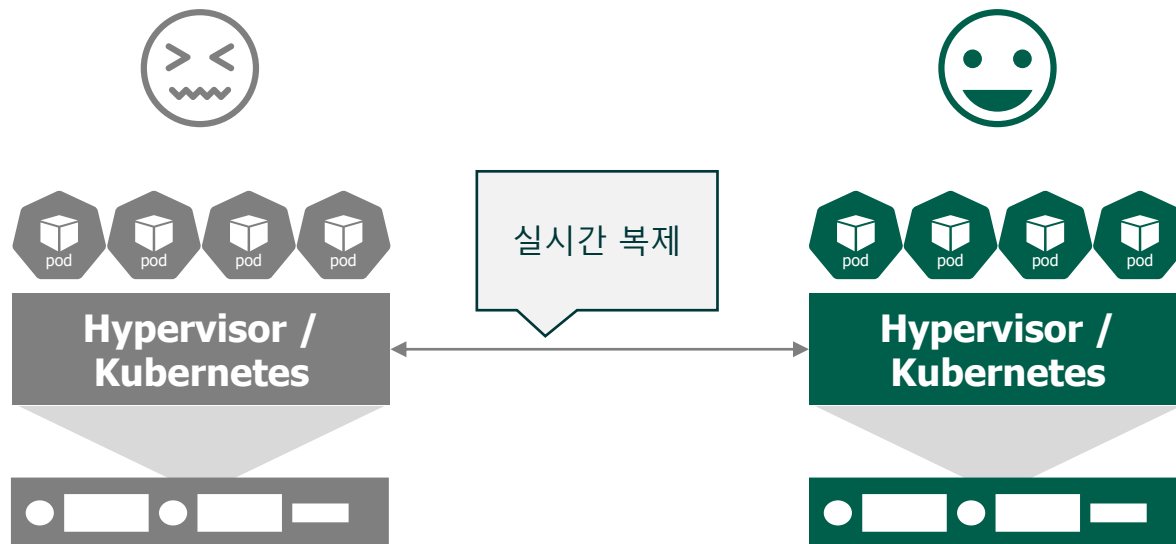 pod pod pod pod
실시간 복제
pod pod pod pod
Hypervisor /
Kubernetes
Hypervisor /
Kubernetes